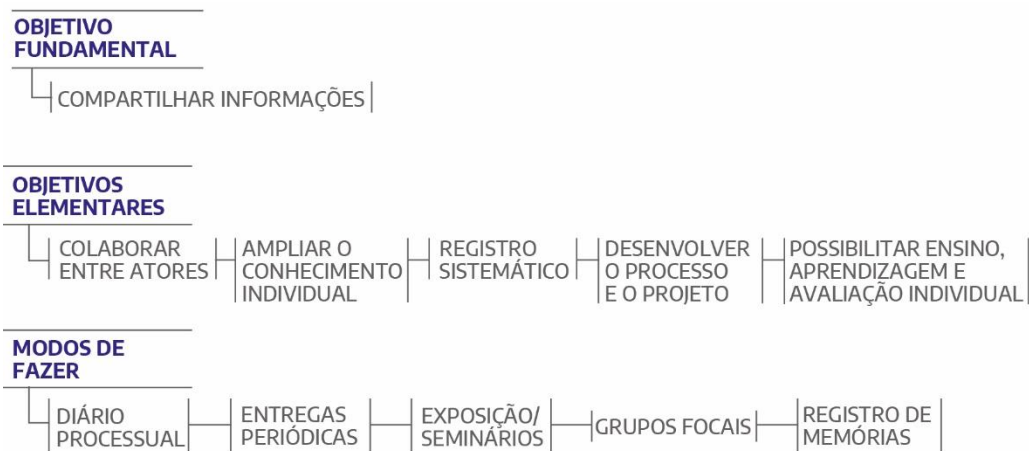 OBJETIVO
FUNDAMENTAL
COMPARTILHAR INFORMAÇÕES
OBJETIVOS
ELEMENTARES
COLABORAR
ENTRE ATORES
AMPLIAR O
CONHECIMENTO
INDIVIDUAL
REGISTRO
SISTEMÁTICO
DESENVOLVER
O PROCESSO
E O PROJETO
POSSIBILITAR ENSINO,
APRENDIZAGEM E
AVALIAÇÃO INDIVIDUAL
MODOS DE
FAZER
DIÁRIO
PROCESSUAL
ENTREGAS
PERIÓDICAS
EXPOSIÇÃO/
SEMINÁRIOS
GRUPOS FOCAIS
REGISTRO DE
MEMÓRIAS